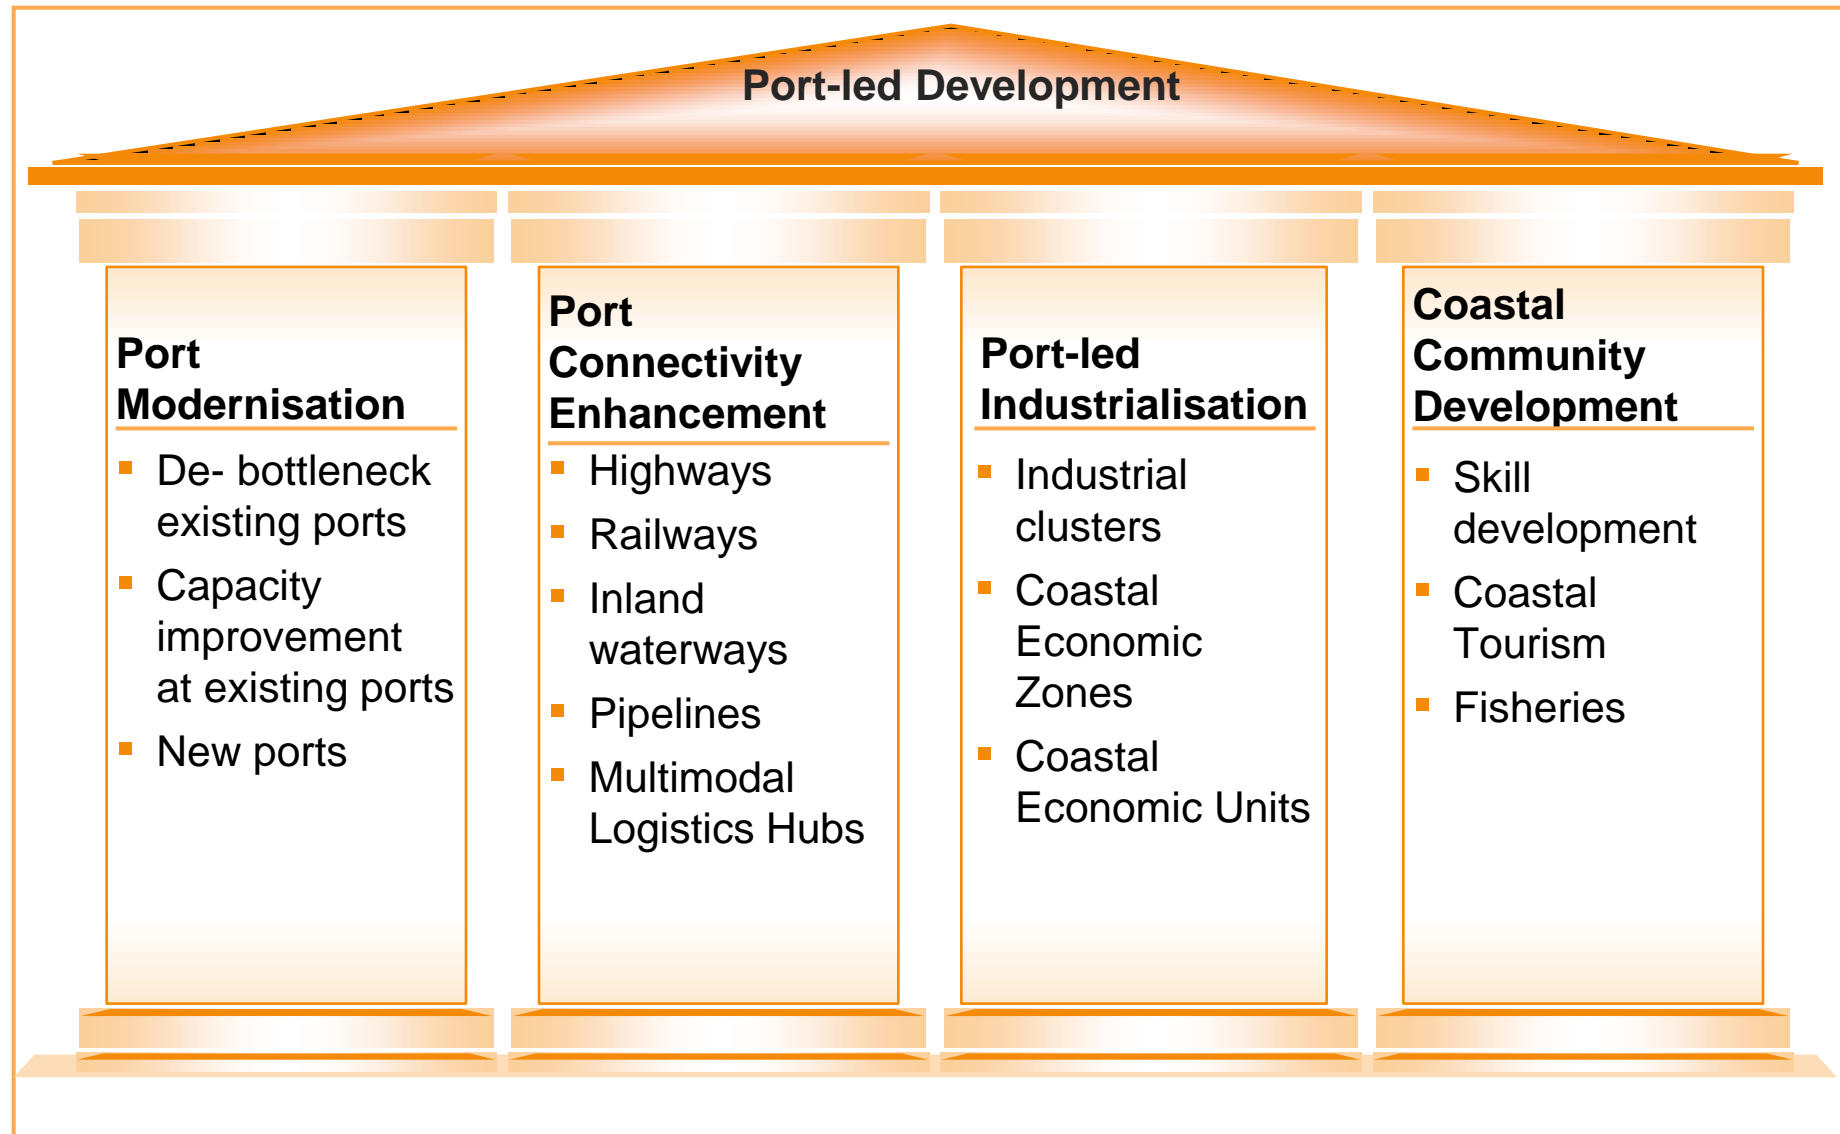 Port-led Development
Port
Modernisation
De- bottleneck
existing ports
Capacity
improvement
at existing ports
New ports
Port
Connectivity
Enhancement
Highways
Railways
Inland
waterways
Pipelines
Multimodal
Logistics Hubs
Port-led
Industrialisation
Industrial
clusters
Coastal
Economic
Zones
Coastal
Economic Units
Coastal
Community
Development
Skill
development
Coastal
Tourism
Fisheries